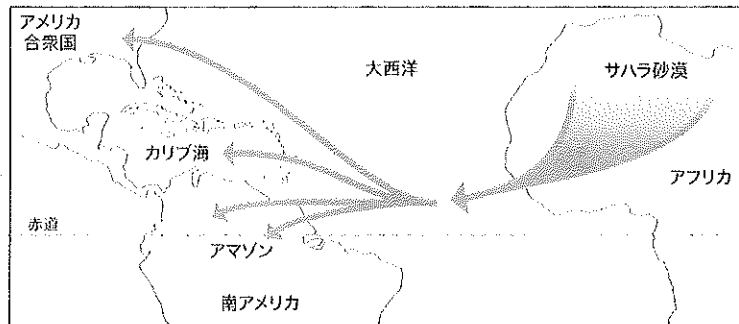 アメリカ
合衆国
大西洋
サハラ砂漠
カリブ海
アフリカ
赤道
アマゾン
南アメリカ